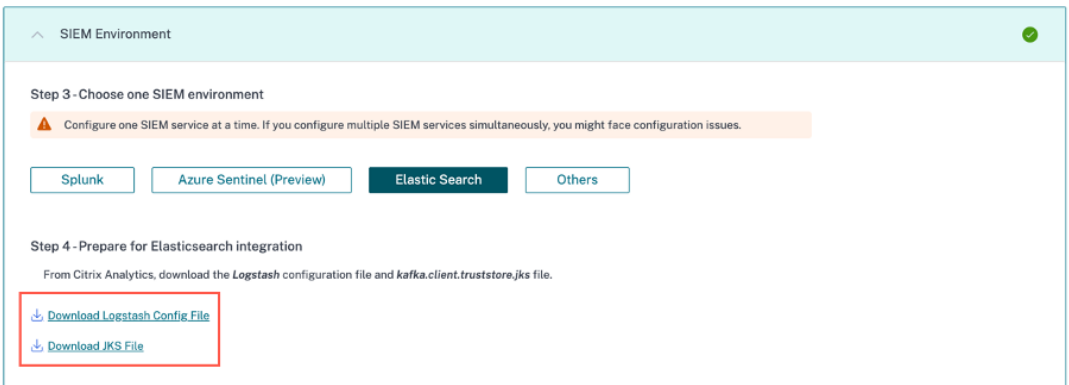 SIEM Environment
Step 3 - Choose one SIEM environment
Configure one SIEM service at a time. If you configure multiple SIEM services simultaneously, you might face configuration issues.
Splunk
Azure Sentinel (Preview)
Elastic Search
Others
Step 4 - Prepare for Elasticsearch integration
From Citrix Analytics, download the Logstash configuration file and kafka.client.truststore.jks file.
Download Logstash Config File
Download JKS File